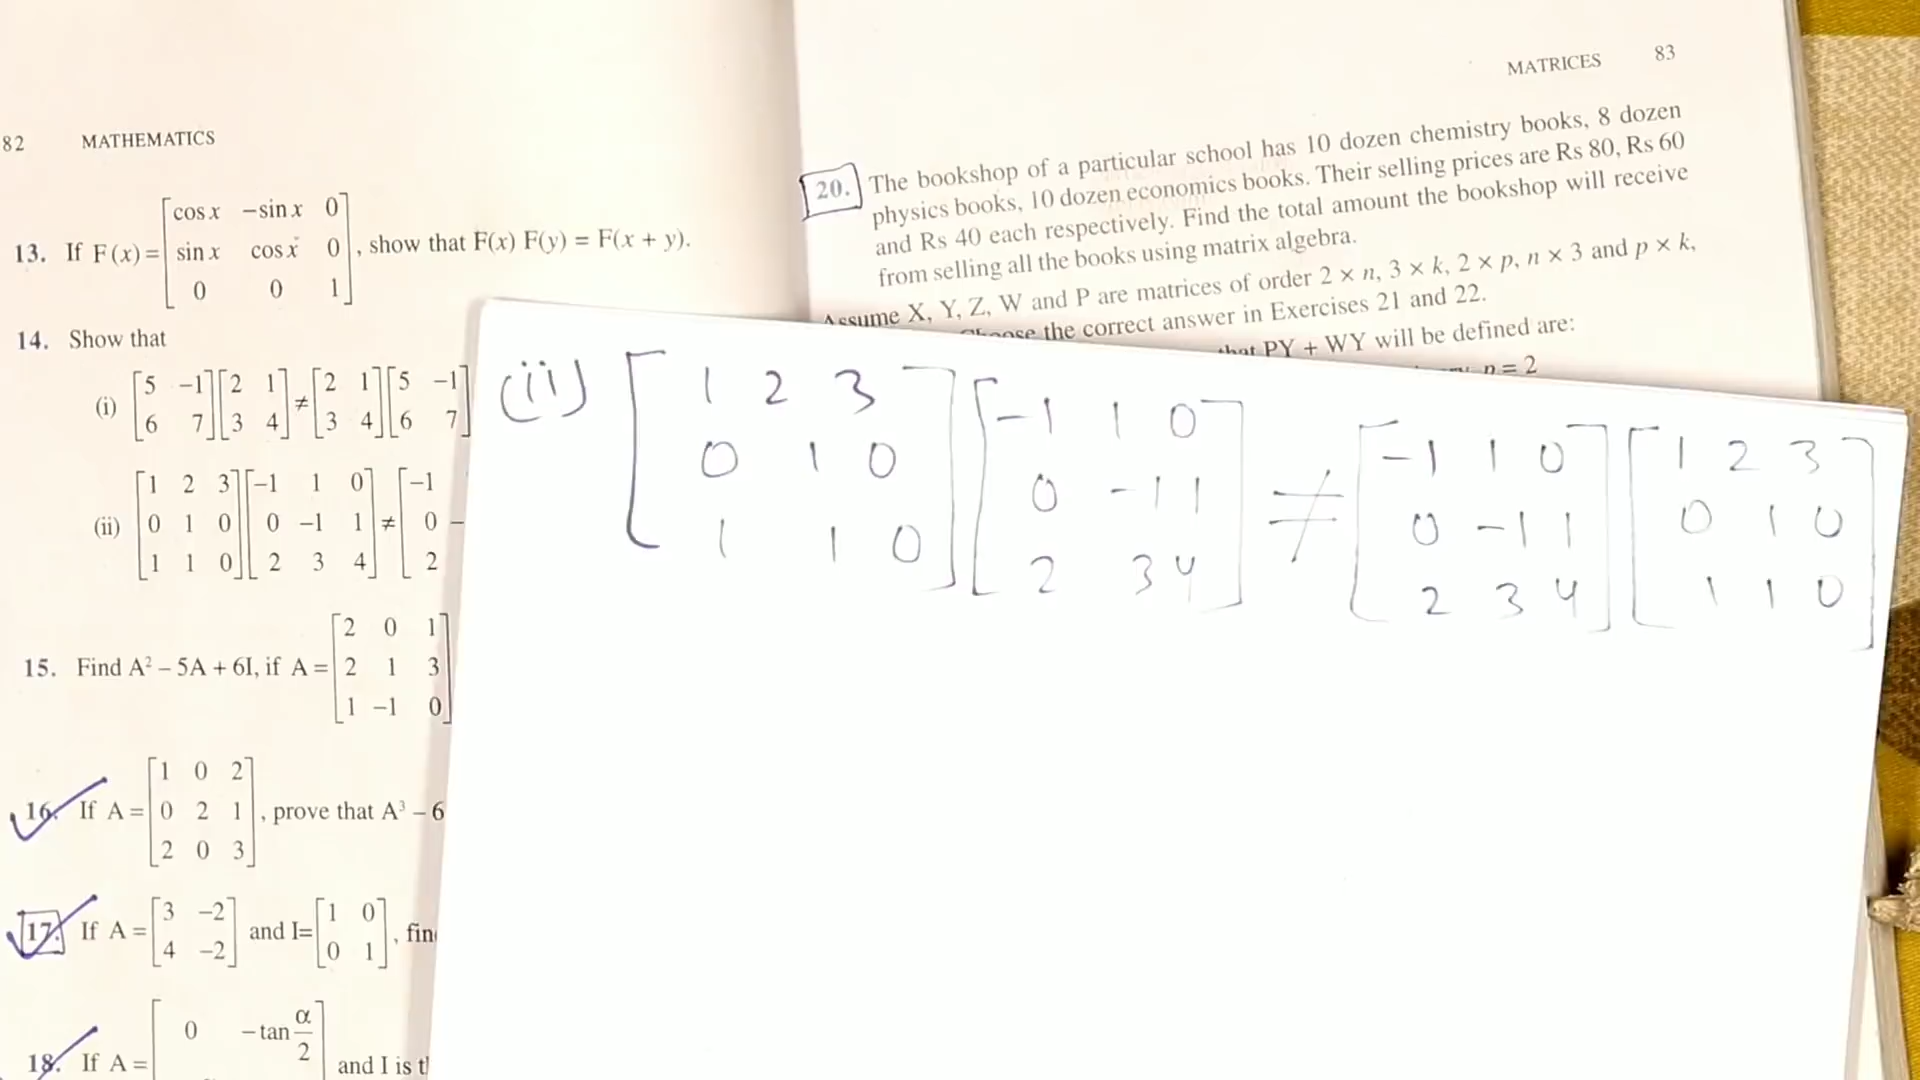 82 MATHEMATICS
13. If F(x) = [cos x −sin x 0
sin x cos x 0
0 0 1], show that F(x) F(y) = F(x + y).
14. Show that
(i) [5 −1
6 7][2 1
3 4] ≠ [2 1
3 4][5 −1
6 7]
(ii) [1 2 3
0 1 0
1 1 0][−1 1 0
0 −1 1
2 3 4] ≠ [−1
0 −
2
15. Find A² − 5A + 6I, if A = [2 0 1
2 1 3
1 −1 0]
16. If A = [1 0 2
0 2 1
2 0 3], prove that A³ − 6
17. If A = [3 −2
4 −2] and I= [1 0
0 1],
18. If A = [0 −tan α/2
and I is
MATRICES 83
20. The bookshop of a particular school has 10 dozen chemistry books, 8 dozen
physics books, 10 dozen economics books. Their selling prices are Rs 80, Rs 60
and Rs 40 each respectively. Find the total amount the bookshop will receive
from selling all the books using matrix algebra.
Assume X, Y, Z, W and P are matrices of order 2 × n, 3 × k, 2 × p, n × 3 and p × k,
the correct answer in Exercises 21 and 22.
that PY + WY will be defined are:
n = 2
(ii) [1 2 3
0 1 0
1 1 0][−1 1 0
0 −1 1
2 3 4] ≠ [−1 1 0
0 −1 1
2 3 4][1 2 3
0 1 0
1 1 0]